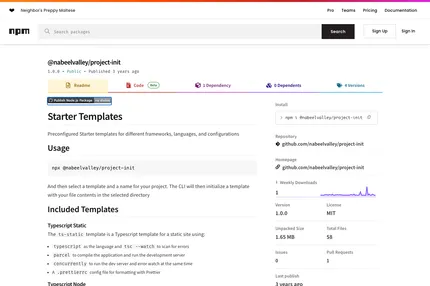 Neighbor's Preppy Maltese
Pro Teams Pricing Documentation
npm
Search packages
Search
Sign Up
Sign In
@nabeelvalley/project-init
1.0.0 • Public • Published 3 years ago
Readme
Code Beta
1 Dependency
0 Dependents
4 Versions
Publish Node.js Package
Starter Templates
Preconfigured Starter templates for different frameworks, languages, and configurations
Usage
npx @nabeelvalley/project-init
And then select a template and a name for your project. The CLI will then initialize a template
with your file contents in the selected directory
Included Templates
Typescript Static
The ts-static template is a Typescript template for a static site using:
typescript as the language and tsc --watch to scan for errors
parcel to compile the application and run the development server
concurrently to run the dev server and error watch at the same time
A .prettierrc config file for formatting with Prettier
Typescript Node
Install
npm i @nabeelvalley/project-init
Repository
github.com/nabeelvalley/project-init
Homepage
github.com/nabeelvalley/project-init
Weekly Downloads
1
Version
1.0.0
License
MIT
Unpacked Size
1.65 MB
Total Files
58
Issues
0
Pull Requests
1
Last publish
3 years ago